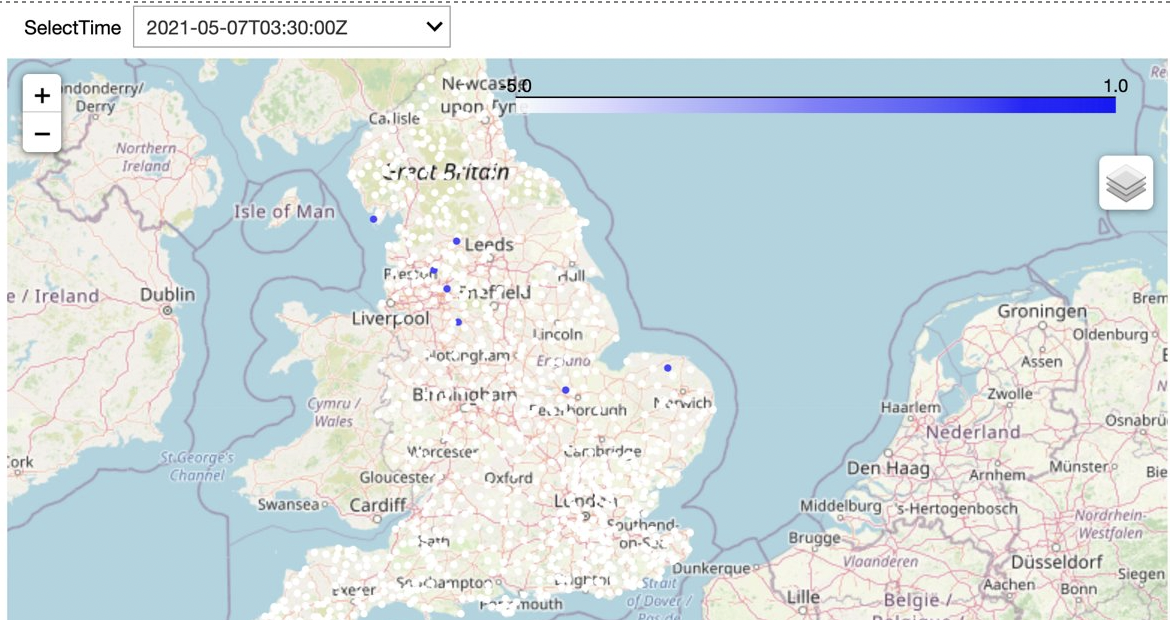 SelectTime 2021-05-07T03:30:00Z
+
−
Derry
Northern
Ireland
Newcastle
upon Tyne
-5.0
1.0
Carlisle
Great Britain
Isle of Man
Leeds
Preston
Hull
Sheffield
e / Ireland
Dublin
Liverpool
Lincoln
Nottingham
England
Birmingham
Peterborough
Norwich
Cymru /
Wales
Worcester
Cambridge
St George's
Channel
Gloucester
Oxford
Swansea
Cardiff
London
Southend-
on-Sea
Bath
Exeter
Southampton
Brighton
Portsmouth
Strait
of Dover /
Pas de
Dunkerque
Groningen
Oldenburg
Assen
Zwolle
Haarlem
Nederland
Den Haag
Arnhem
Münster
Middelburg
's-Hertogenbosch
Brugge
Nordrhein-
Westfalen
Vlaanderen
Düsseldorf
Aachen
Siegen
Bonn
Lille
België /